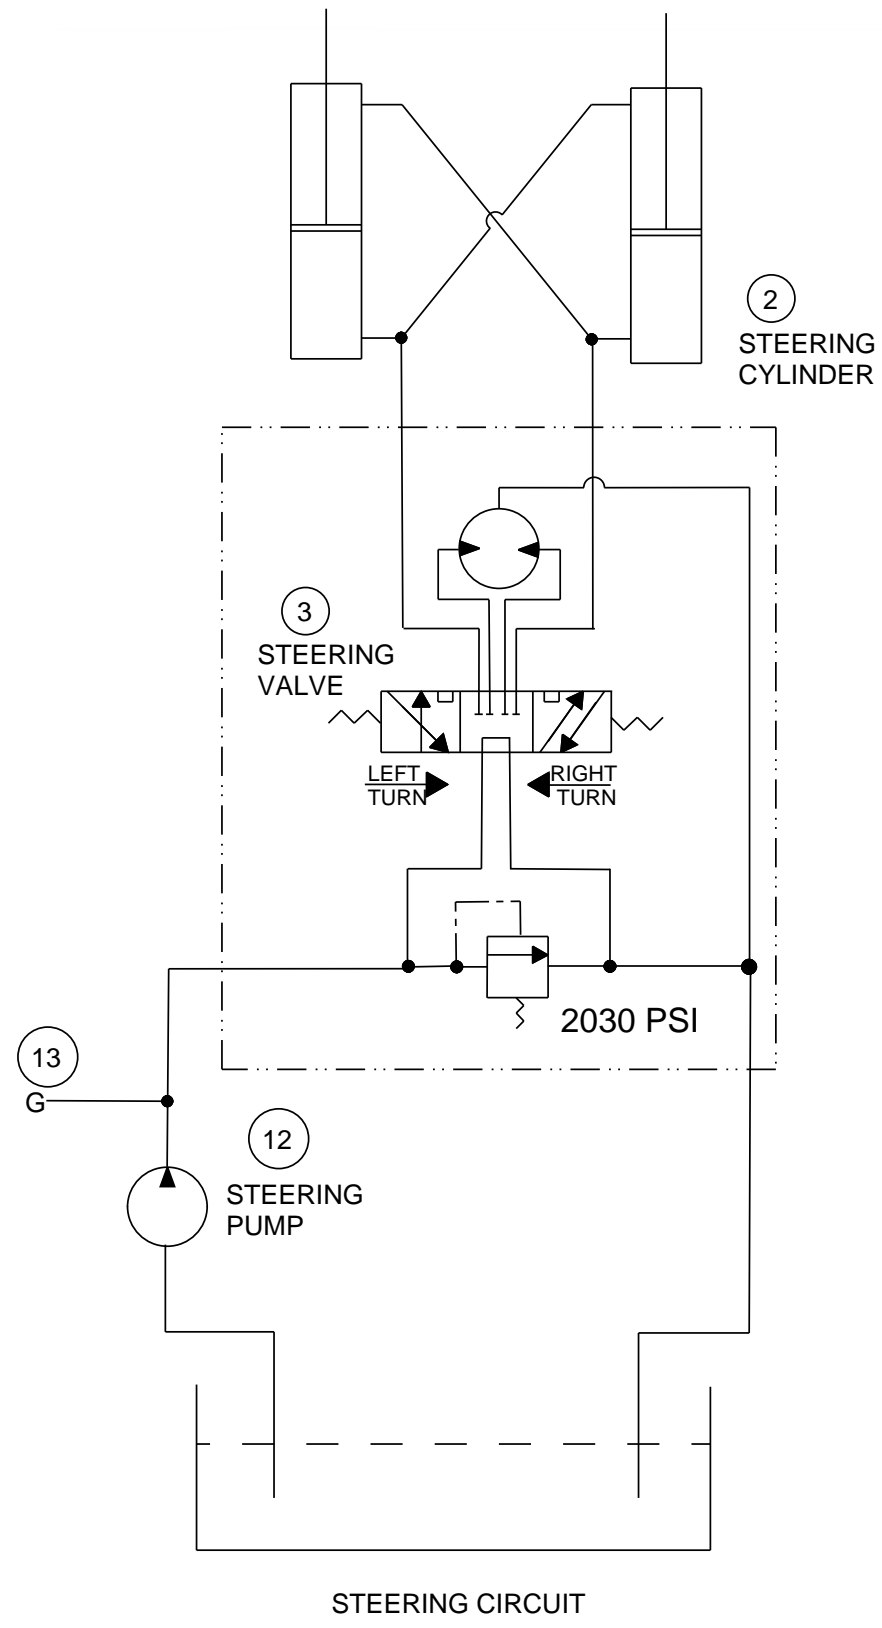 2
STEERING
CYLINDER
3
STEERING
VALVE
LEFT
TURN
RIGHT
TURN
2030 PSI
13
G
12
STEERING
PUMP
STEERING CIRCUIT